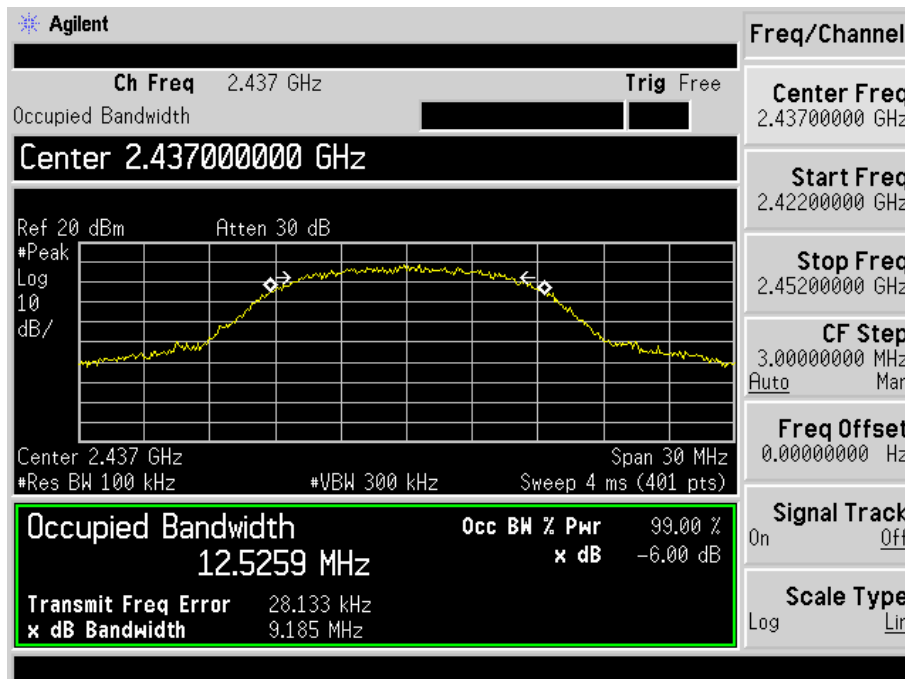 Agilent
Ch Freq 2.437 GHz Trig Free
Occupied Bandwidth
Center 2.437000000 GHz
Ref 20 dBm Atten 30 dB
#Peak
Log
10
dB/
Center 2.437 GHz Span 30 MHz
#Res BW 100 kHz #VBW 300 kHz Sweep 4 ms (401 pts)
Occupied Bandwidth Occ BW % Pwr 99.00 %
12.5259 MHz x dB -6.00 dB
Transmit Freq Error 28.133 kHz
x dB Bandwidth 9.185 MHz
Freq/Channel
Center Freq
2.43700000 GHz
Start Freq
2.42200000 GHz
Stop Freq
2.45200000 GHz
CF Step
3.00000000 MHz
Auto Man
Freq Offset
0.00000000 Hz
Signal Track
On Off
Scale Type
Log Lin